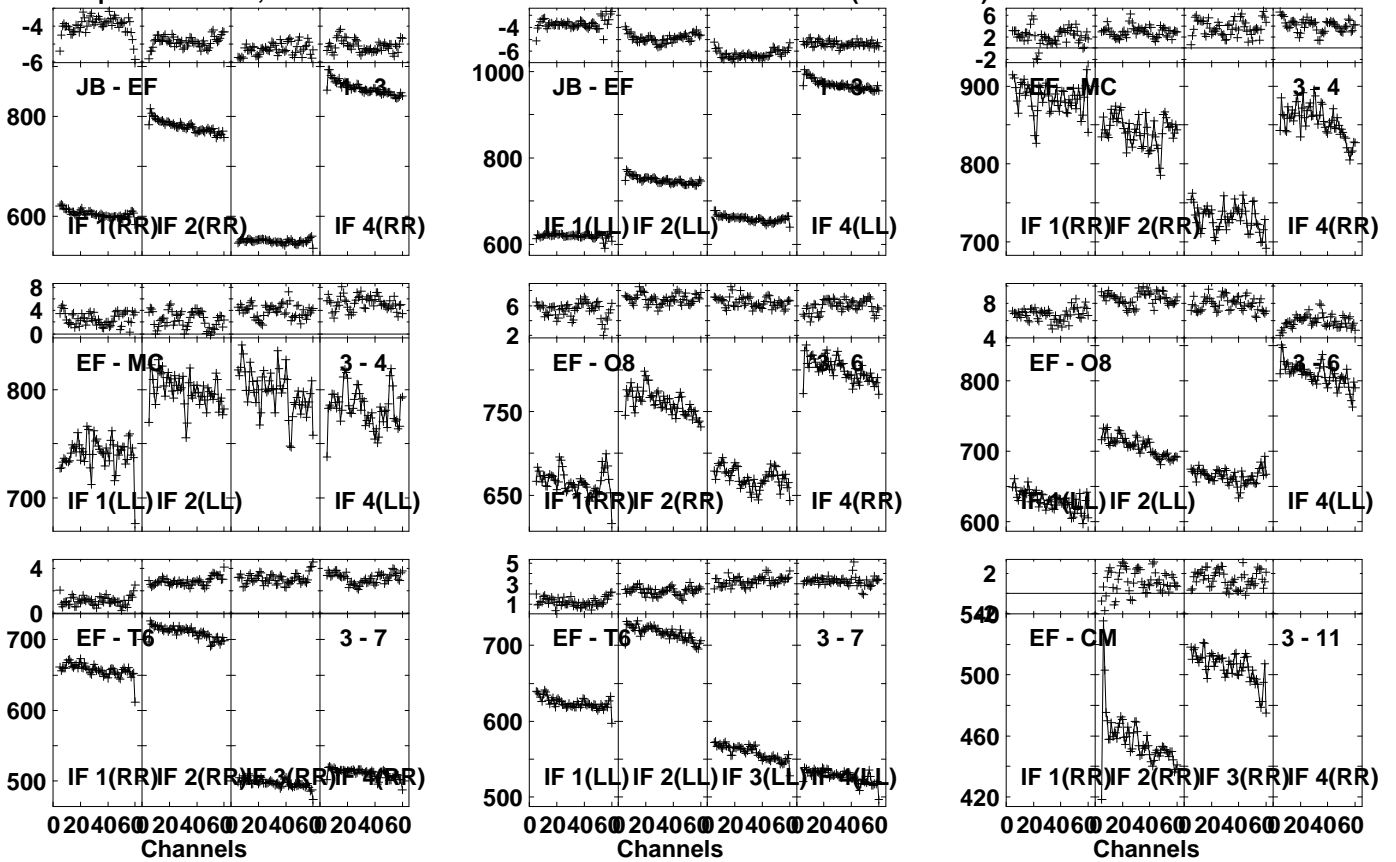 -4
-6
JB - EF
1 - 3
800
600
IF 1(RR) IF 2(RR) IF 4(RR)
-4
-6
JB - EF
1 - 3
1000
800
600
IF 1(LL) IF 2(LL) IF 4(LL)
6
2
-2
EF - MC
3 - 4
900
800
700
IF 1(RR) IF 2(RR) IF 4(RR)
8
4
0
EF - MC
3 - 4
800
700
IF 1(LL) IF 2(LL) IF 4(LL)
6
2
EF - O8
3 - 6
750
650
IF 1(RR) IF 2(RR) IF 4(RR)
8
4
EF - O8
3 - 6
800
700
600
IF 1(LL) IF 2(LL) IF 4(LL)
4
0
EF - T6
3 - 7
700
600
500
IF 1(RR) IF 2(RR) IF 3(RR) IF 4(RR)
0 20 40 60 0 20 40 60 0 20 40 60 0 20 40 60
Channels
5
3
1
EF - T6
3 - 7
700
600
500
IF 1(LL) IF 2(LL) IF 3(LL) IF 4(LL)
0 20 40 60 0 20 40 60 0 20 40 60 0 20 40 60
Channels
2
-2
540
EF - CM
3 - 11
500
460
420
IF 1(RR) IF 2(RR) IF 3(RR) IF 4(RR)
0 20 40 60 0 20 40 60 0 20 40 60 0 20 40 60
Channels